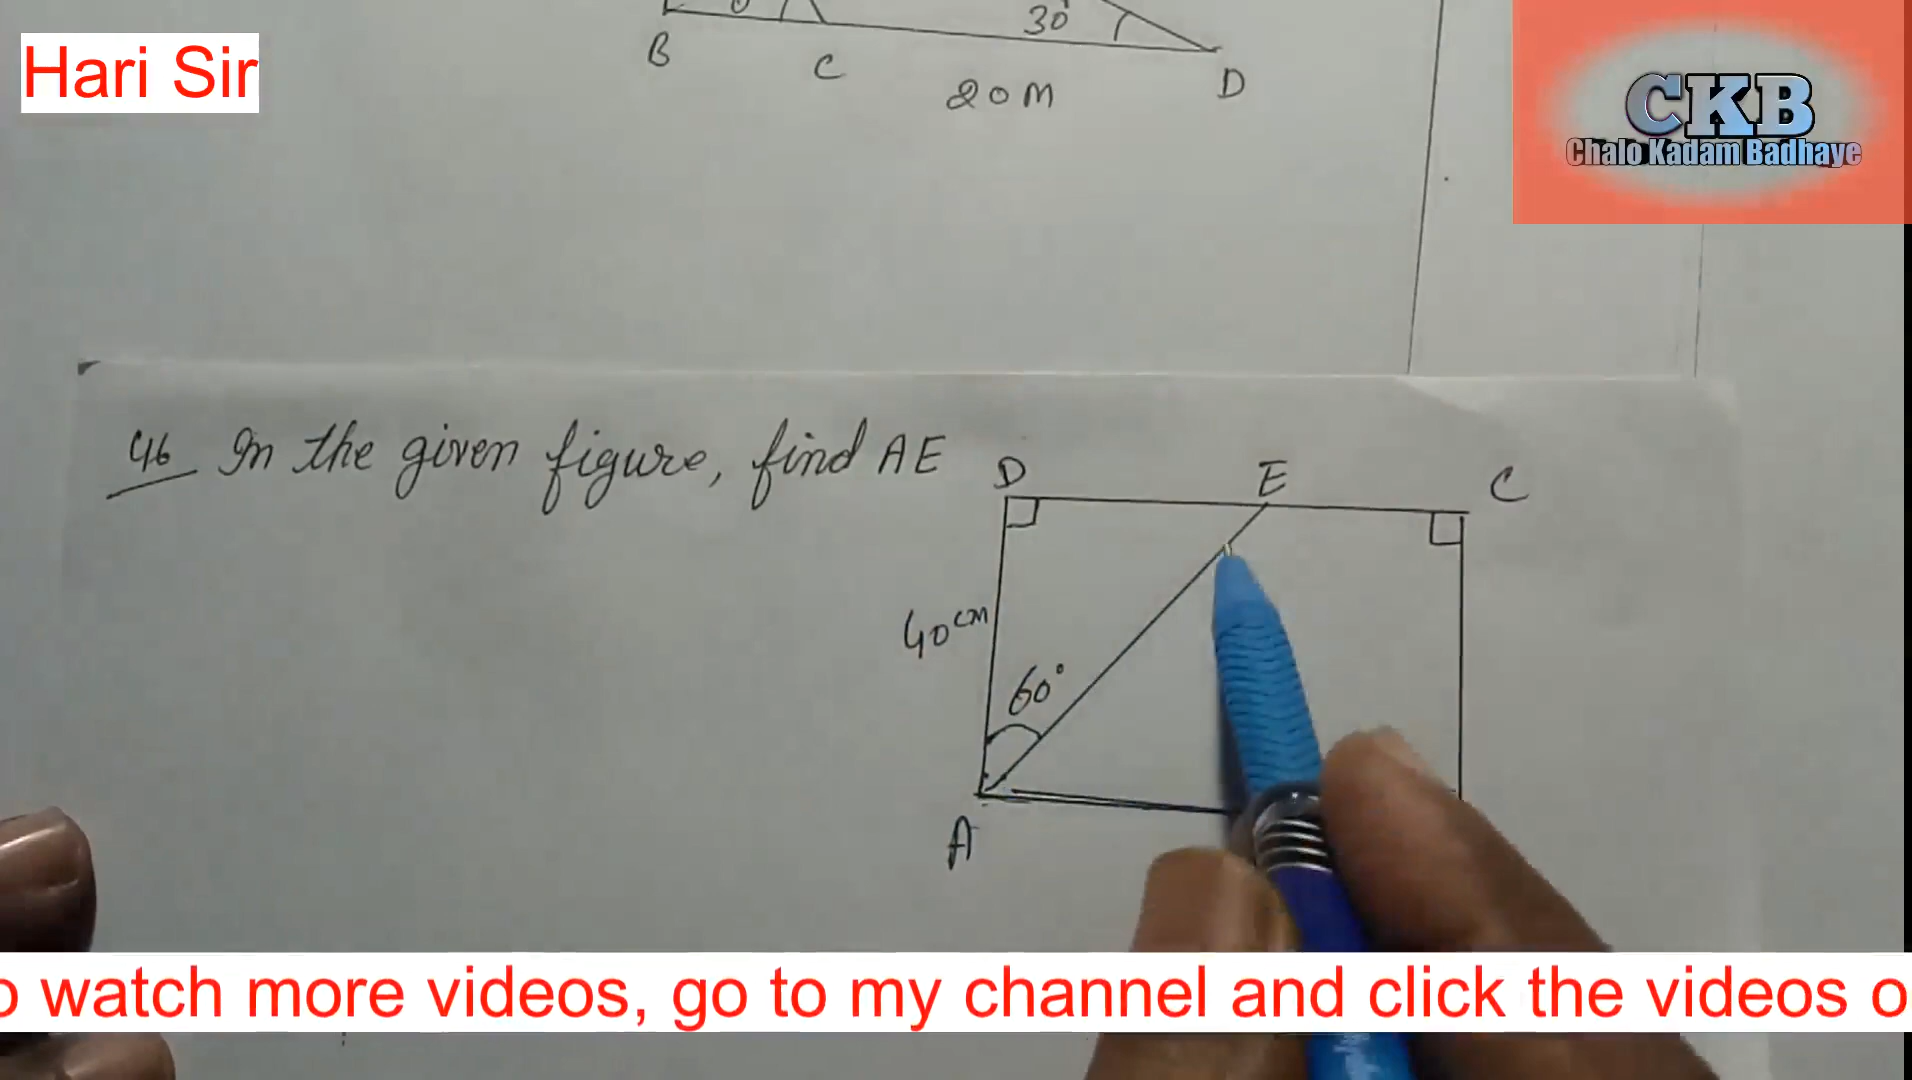 Hari Sir
CKB
Chalo Kadam Badhaye
30°
B
C
20M
D
46 In the given figure, find AE
D
E
C
40cm
60°
A
o watch more videos, go to my channel and click the videos o